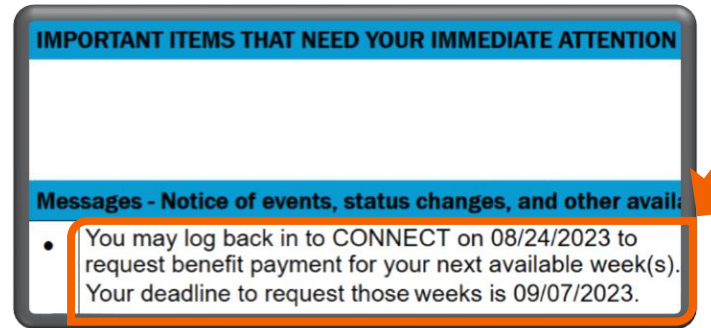 IMPORTANT ITEMS THAT NEED YOUR IMMEDIATE ATTENTION
Messages - Notice of events, status changes, and other
• You may log back in to CONNECT on 08/24/2023 to
request benefit payment for your next available week(s).
Your deadline to request those weeks is 09/07/2023.